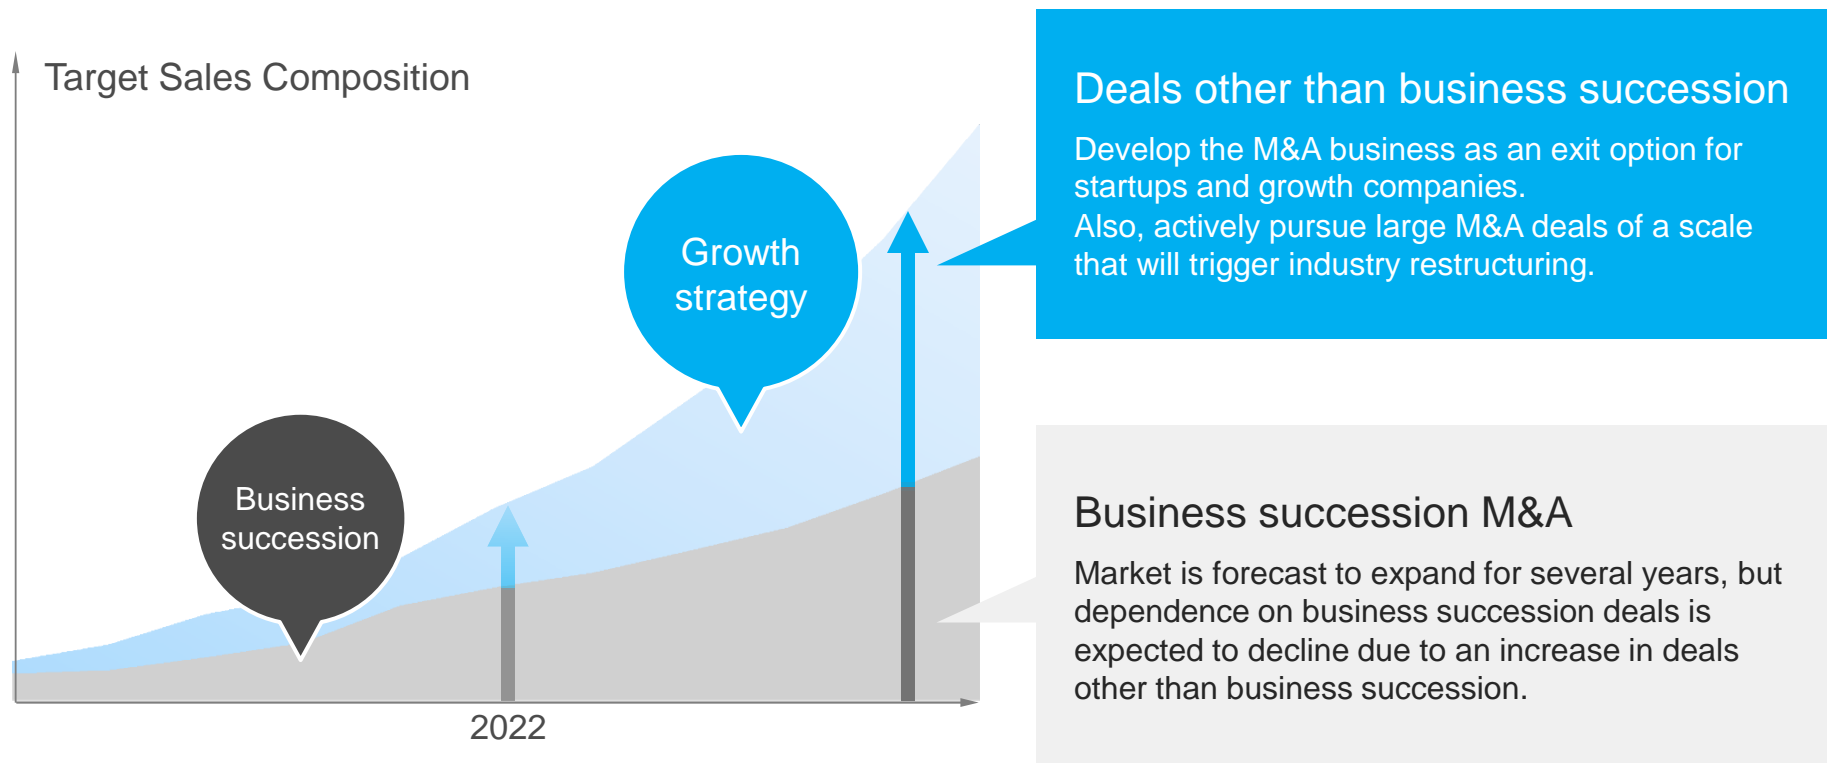 Target Sales Composition
Growth
strategy
Business
succession
2022
Deals other than business succession
Develop the M&A business as an exit option for
startups and growth companies.
Also, actively pursue large M&A deals of a scale
that will trigger industry restructuring.
Business succession M&A
Market is forecast to expand for several years, but
dependence on business succession deals is
expected to decline due to an increase in deals
other than business succession.